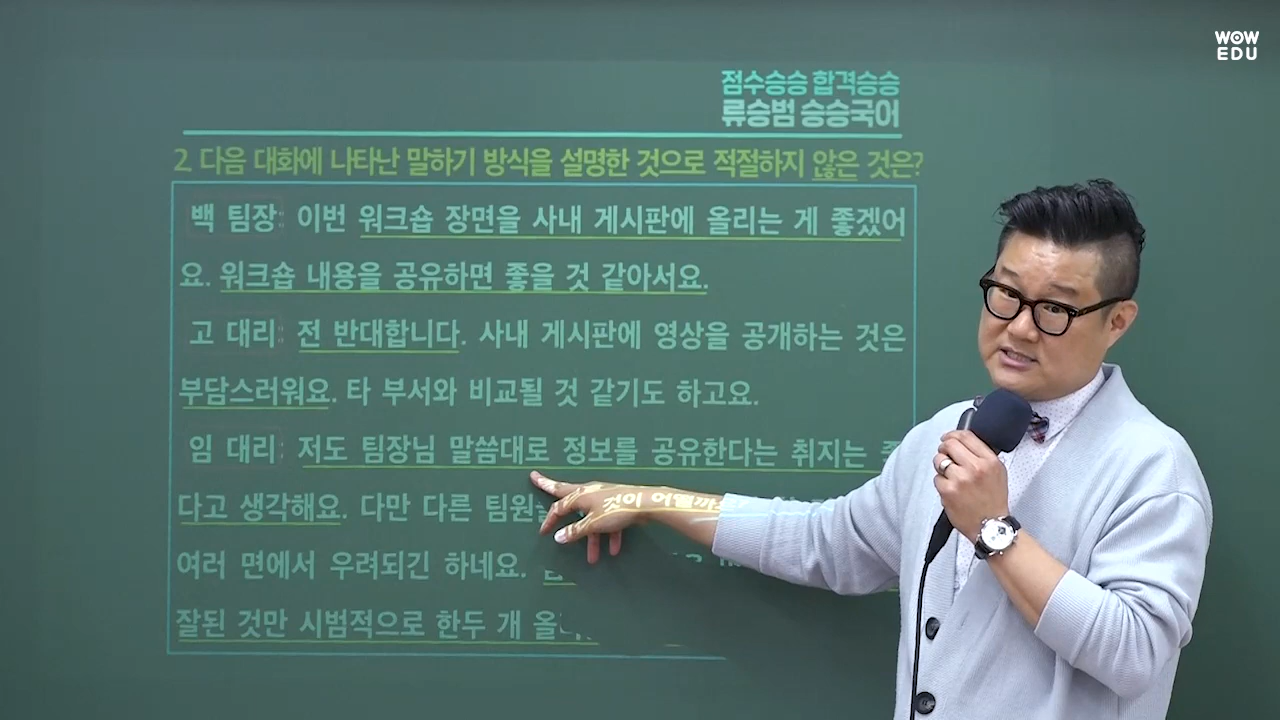 WOW
EDU
점수승승 합격승승
류승범 승승국어
2. 다음 대화에 나타난 말하기 방식을 설명한 것으로 적절하지 않은 것은?
백 팀장: 이번 워크숍 장면을 사내 게시판에 올리는 게 좋겠어
요. 워크숍 내용을 공유하면 좋을 것 같아서요.
고 대리: 전 반대합니다. 사내 게시판에 영상을 공개하는 것은
부담스러워요. 타 부서와 비교될 것 같기도 하고요.
임 대리: 저도 팀장님 말씀대로 정보를 공유한다는 취지는
다고 생각해요. 다만 다른 것이
여러 면에서 우려되긴 하네요.
잘된 것만 시범적으로 한두 개